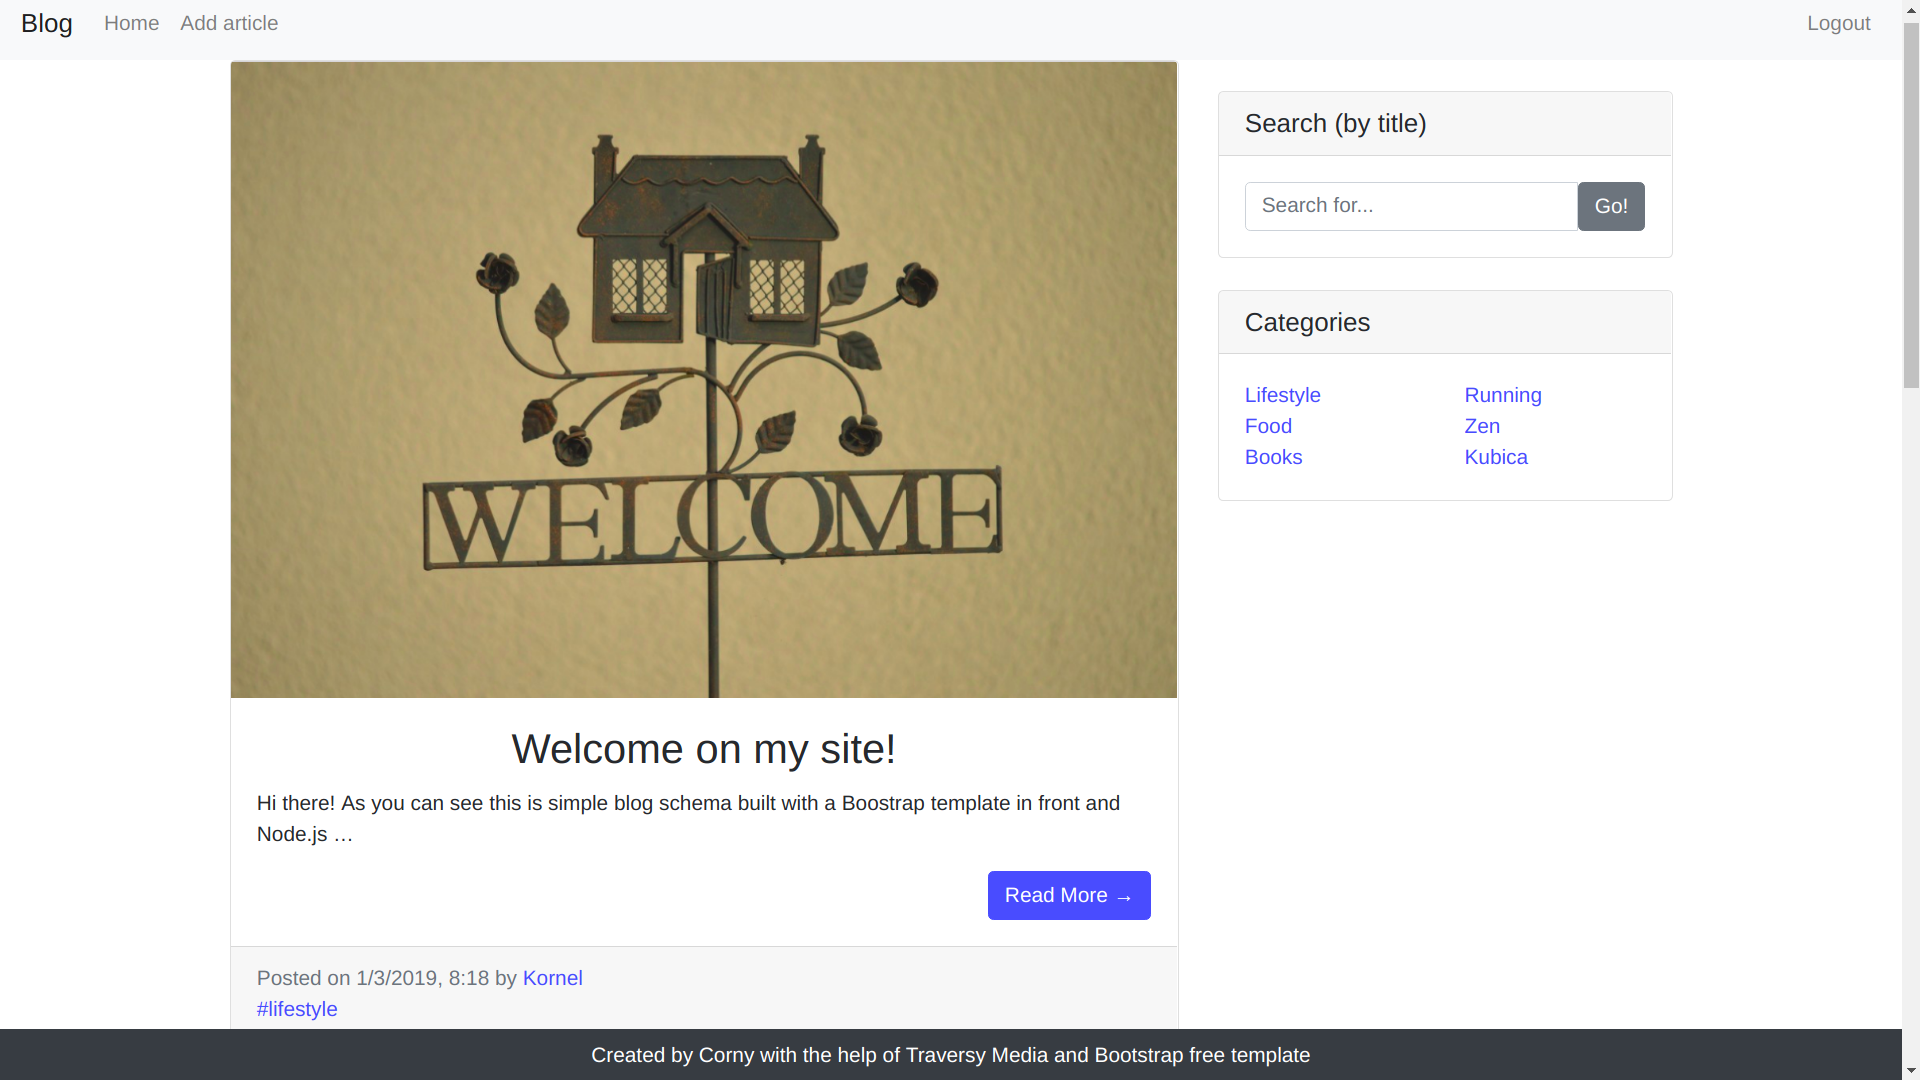 Blog Home Add article Logout
WELCOME
Welcome on my site!
Hi there! As you can see this is simple blog schema built with a Boostrap template in front and
Node.js …
Read More →
Posted on 1/3/2019, 8:18 by Kornel
#lifestyle
Search (by title)
Search for... Go!
Categories
Lifestyle Running
Food Zen
Books Kubica
Created by Corny with the help of Traversy Media and Bootstrap free template